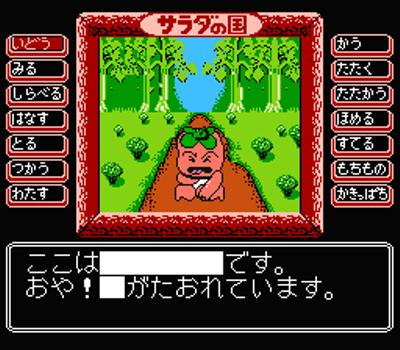 サラダの国
いどう
みる
しらべる
はなす
とる
つかう
わたす
かう
たたく
たたかう
ほめる
すてる
もちもの
かきっぱち
ここは です。
おや！ がたおれています。